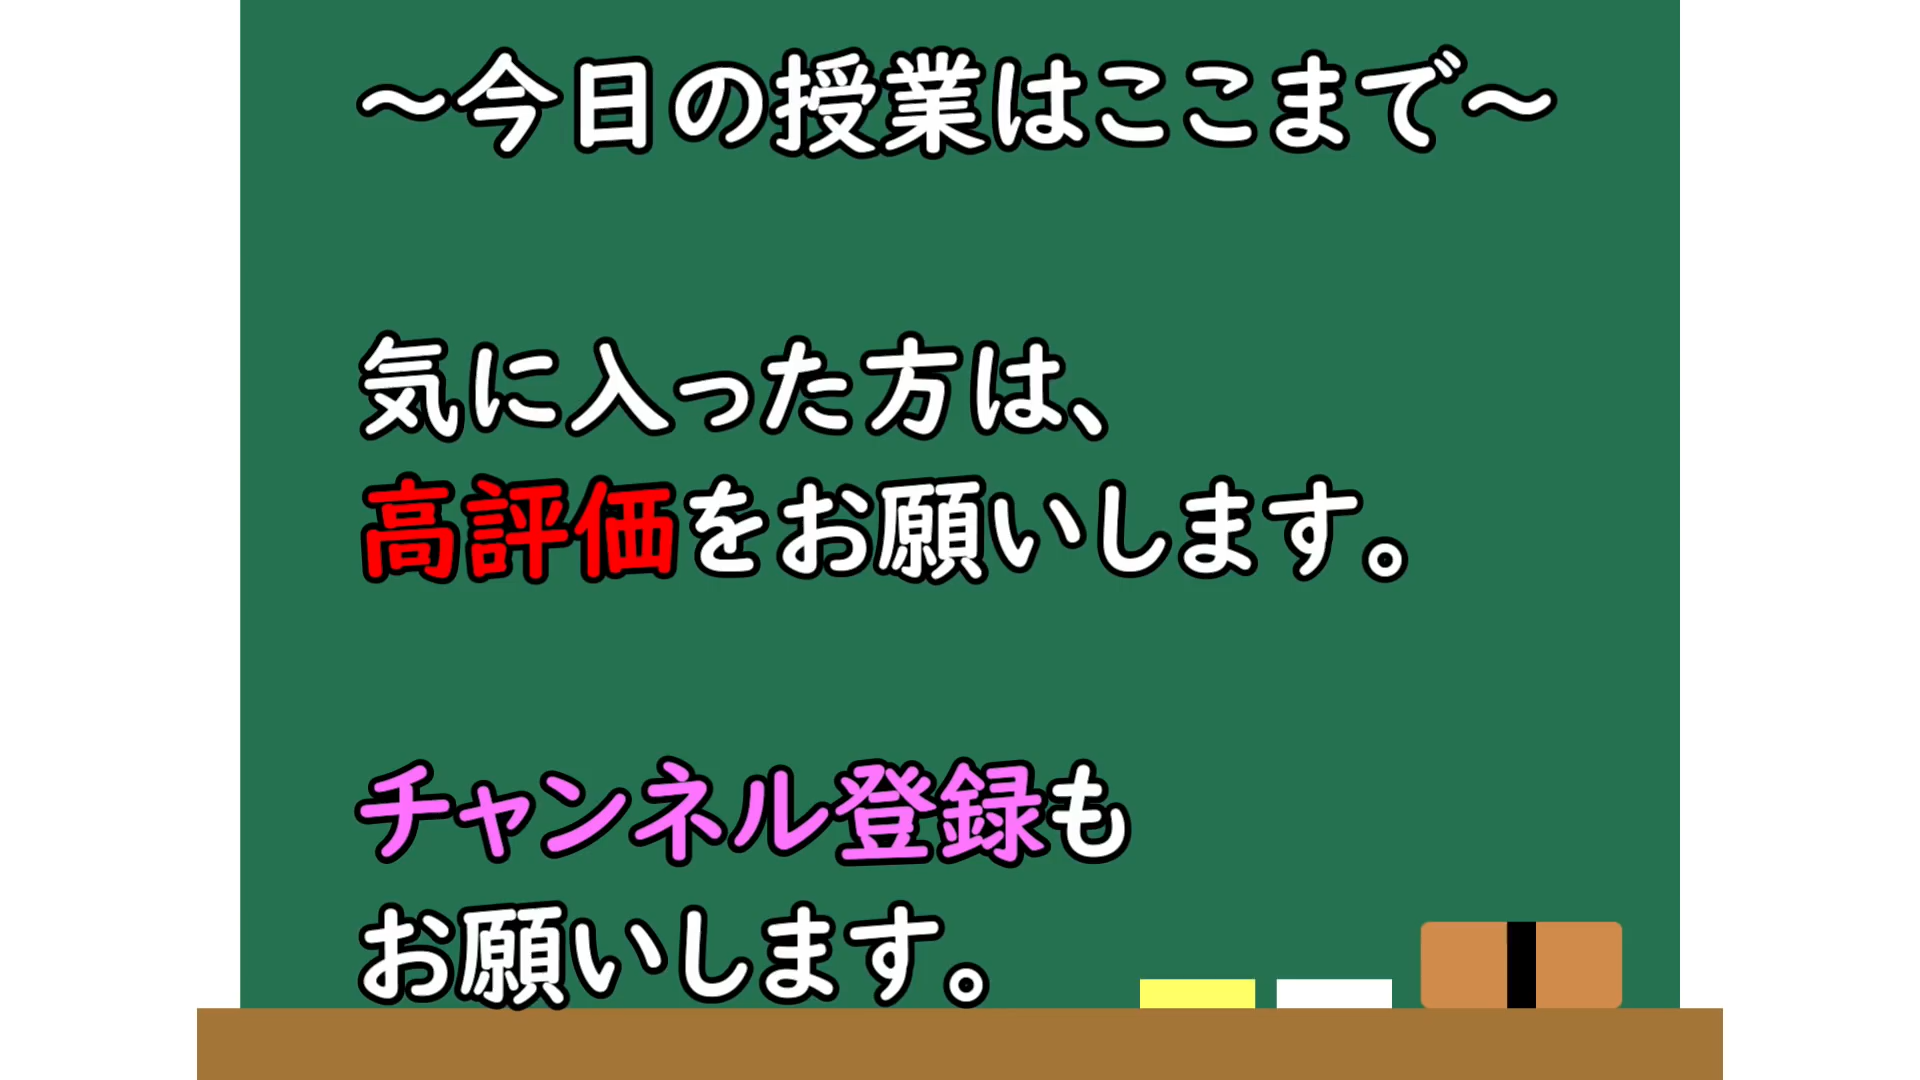 ～今日の授業はここまで～
気に入った方は、
高評価をお願いします。
チャンネル登録も
お願いします。